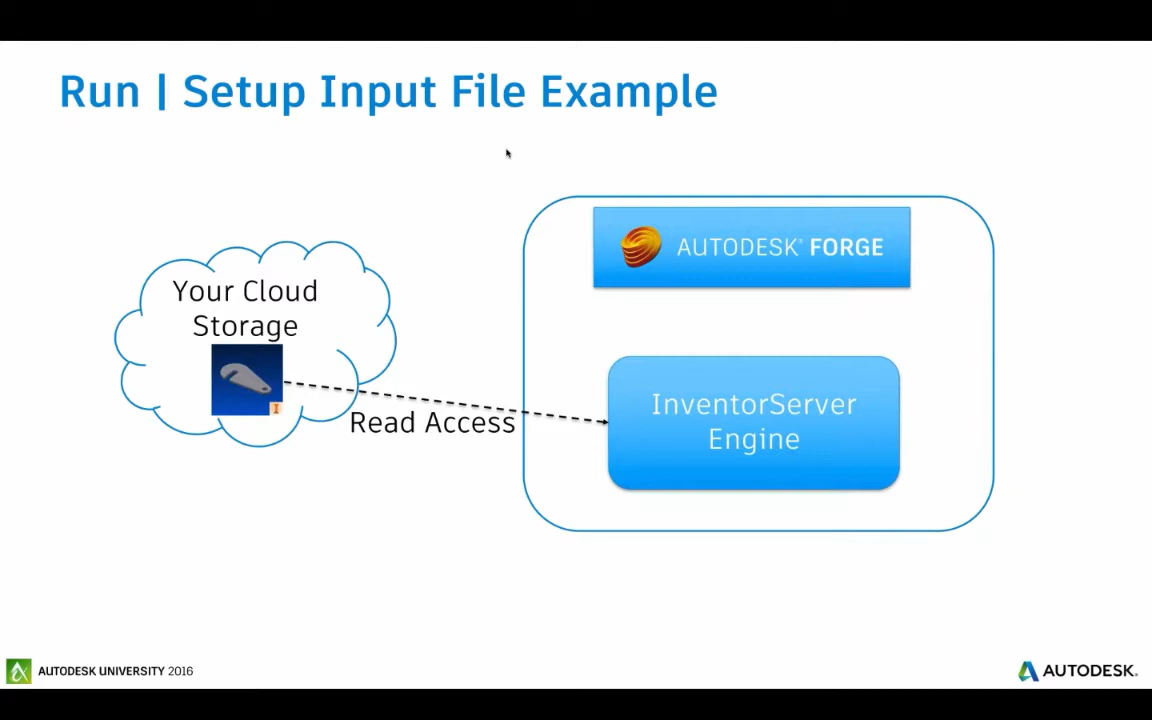 Run | Setup Input File Example
AUTODESK® FORGE
Your Cloud
Storage
I
Read Access
InventorServer
Engine
AUTODESK UNIVERSITY 2016
AUTODESK.